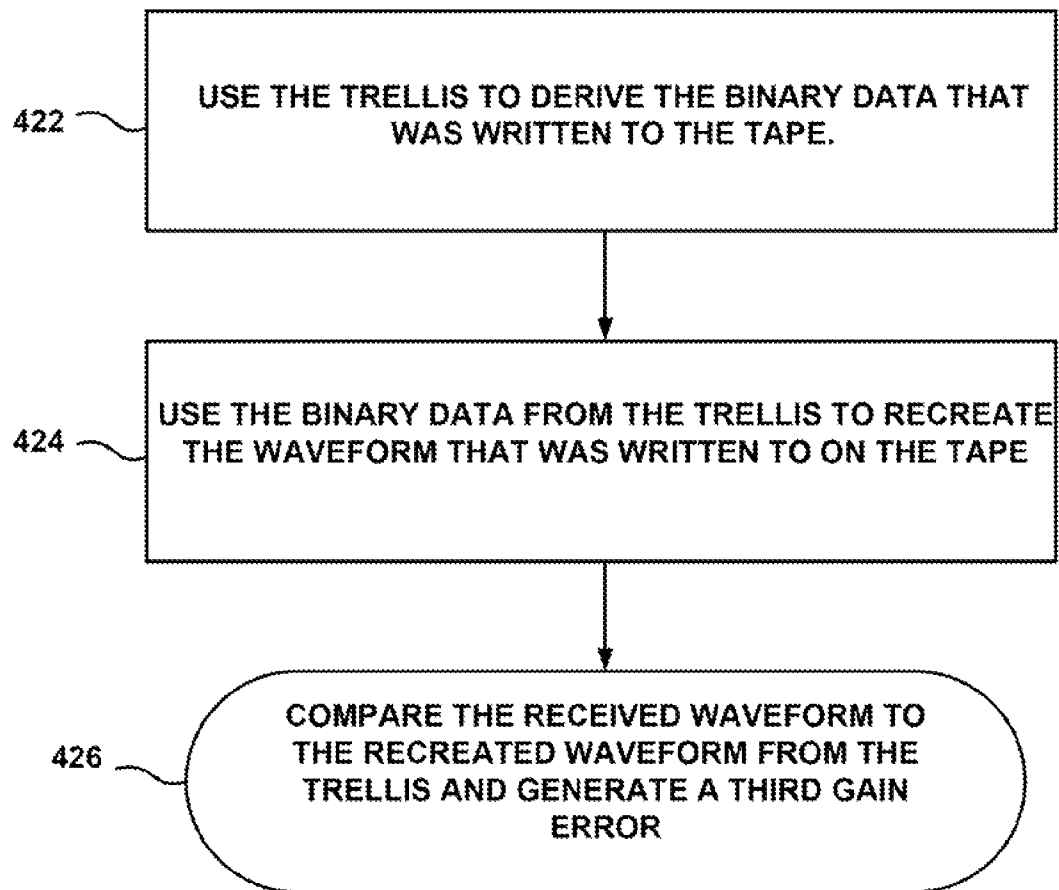 422
USE THE TRELLIS TO DERIVE THE BINARY DATA THAT
WAS WRITTEN TO THE TAPE.
424
USE THE BINARY DATA FROM THE TRELLIS TO RECREATE
THE WAVEFORM THAT WAS WRITTEN TO ON THE TAPE
426
COMPARE THE RECEIVED WAVEFORM TO
THE RECREATED WAVEFORM FROM THE
TRELLIS AND GENERATE A THIRD GAIN
ERROR